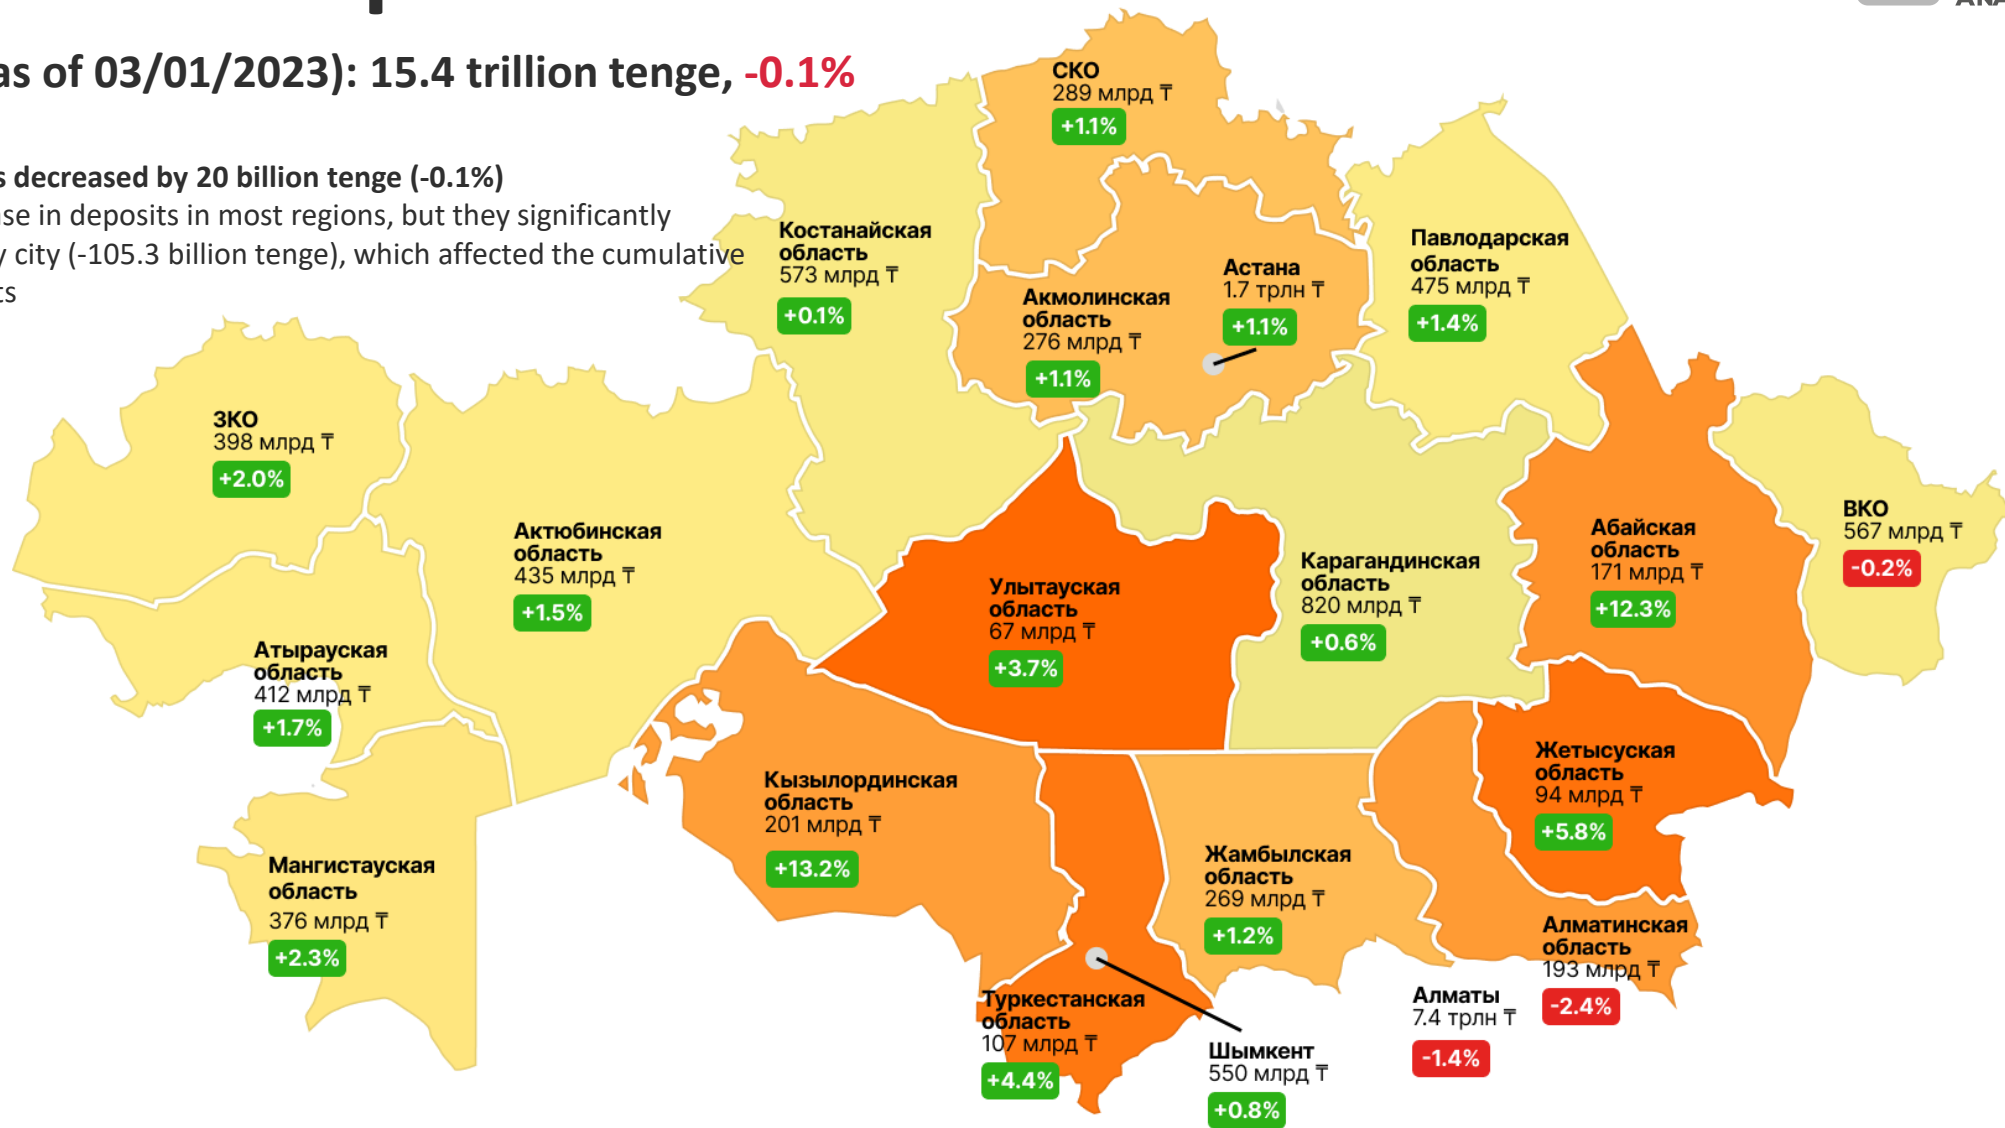 as of 03/01/2023): 15.4 trillion tenge, -0.1%
decreased by 20 billion tenge (-0.1%)
in deposits in most regions, but they significantly
city (-105.3 billion tenge), which affected the cumulative
СКО
289 млрд ₸
+1.1%
Костанайская
область
573 млрд ₸
+0.1%
Акмолинская
область
276 млрд ₸
+1.1%
Астана
1.7 трлн ₸
+1.1%
Павлодарская
область
475 млрд ₸
+1.4%
ЗКО
398 млрд ₸
+2.0%
Актюбинская
область
435 млрд ₸
+1.5%
Атырауская
область
412 млрд ₸
+1.7%
Мангистауская
область
376 млрд ₸
+2.3%
Улытауская
область
67 млрд ₸
+3.7%
Карагандинская
область
820 млрд ₸
+0.6%
Абайская
область
171 млрд ₸
+12.3%
ВКО
567 млрд ₸
-0.2%
Кызылординская
область
201 млрд ₸
+13.2%
Жетысуская
область
94 млрд ₸
+5.8%
Жамбылская
область
269 млрд ₸
+1.2%
Алматинская
область
193 млрд ₸
-2.4%
Алматы
7.4 трлн ₸
-1.4%
Туркестанская
область
107 млрд ₸
+4.4%
Шымкент
550 млрд ₸
+0.8%